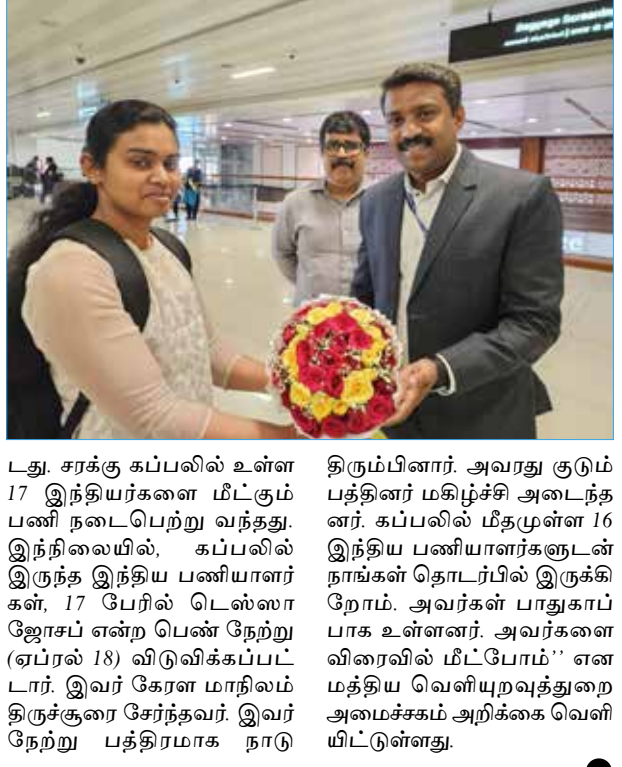 Baggage Screening
டது. சரக்கு கப்பலில் உள்ள
17 இந்தியர்களை மீட்கும்
பணி நடைபெற்று வந்தது.
இந்நிலையில், கப்பலில்
இருந்த இந்திய பணியாளர்
கள், 17 பேரில் டெஸ்ஸா
ஜோசப் என்ற பெண் நேற்று
(ஏப்ரல் 18) விடுவிக்கப்பட்
டார். இவர் கேரள மாநிலம்
திருச்சூரை சேர்ந்தவர். இவர்
நேற்று பத்திரமாக நாடு
திரும்பினார். அவரது குடும்
பத்தினர் மகிழ்ச்சி அடைந்த
னர். கப்பலில் மீதமுள்ள 16
இந்திய பணியாளர்களுடன்
நாங்கள் தொடர்பில் இருக்கி
றோம். அவர்கள் பாதுகாப்
பாக உள்ளனர். அவர்களை
விரைவில் மீட்போம்’’ என
மத்திய வெளியுறவுத்துறை
அமைச்சகம் அறிக்கை வெளி
யிட்டுள்ளது.